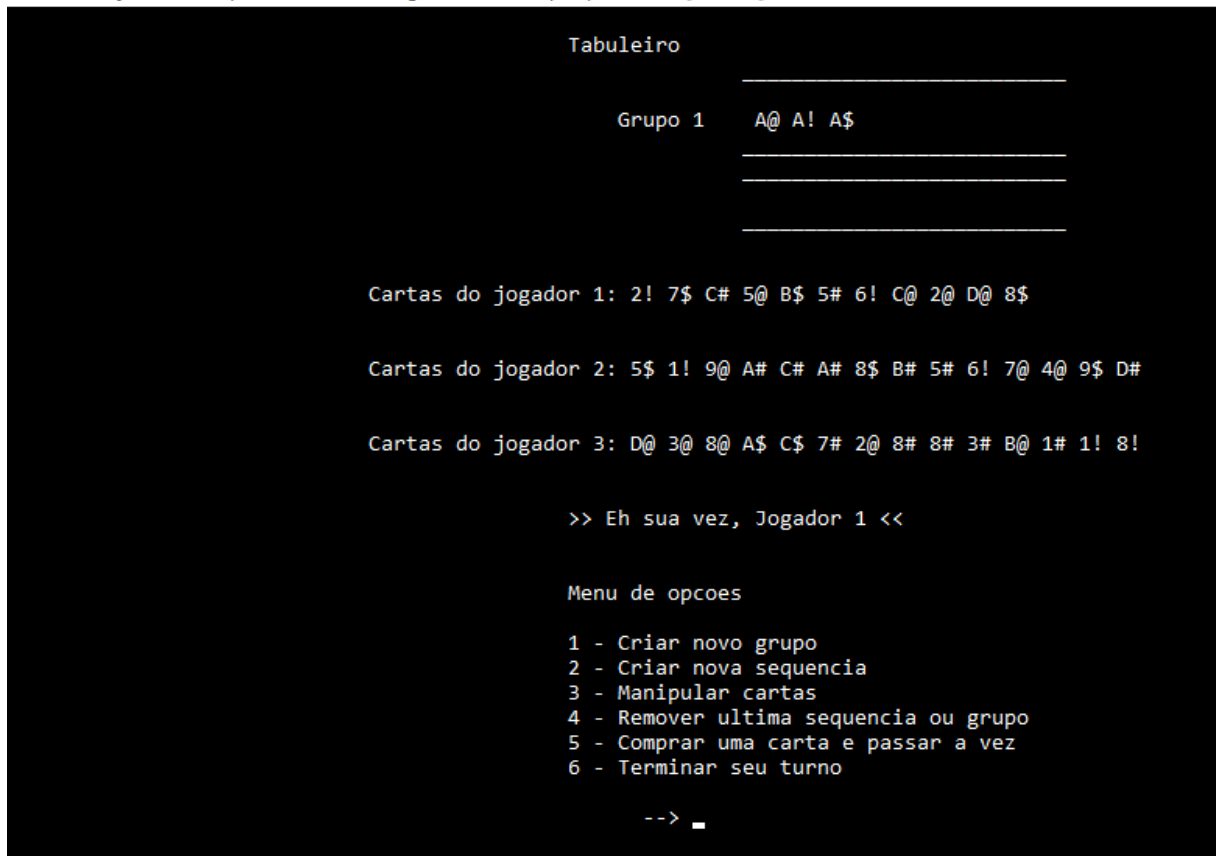 Tabuleiro
Grupo 1 A@ A! A$
Cartas do jogador 1: 2! 7$ C# 5@ B$ 5# 6! C@ 2@ D@ 8$
Cartas do jogador 2: 5$ 1! 9@ A# C# A# 8$ B# 5# 6! 7@ 4@ 9$ D#
Cartas do jogador 3: D@ 3@ 8@ A$ C$ 7# 2@ 8# 8# 3# B@ 1# 1! 8!
>> Eh sua vez, Jogador 1 <<
Menu de opcoes
1 - Criar novo grupo
2 - Criar nova sequencia
3 - Manipular cartas
4 - Remover ultima sequencia ou grupo
5 - Comprar uma carta e passar a vez
6 - Terminar seu turno
--> _